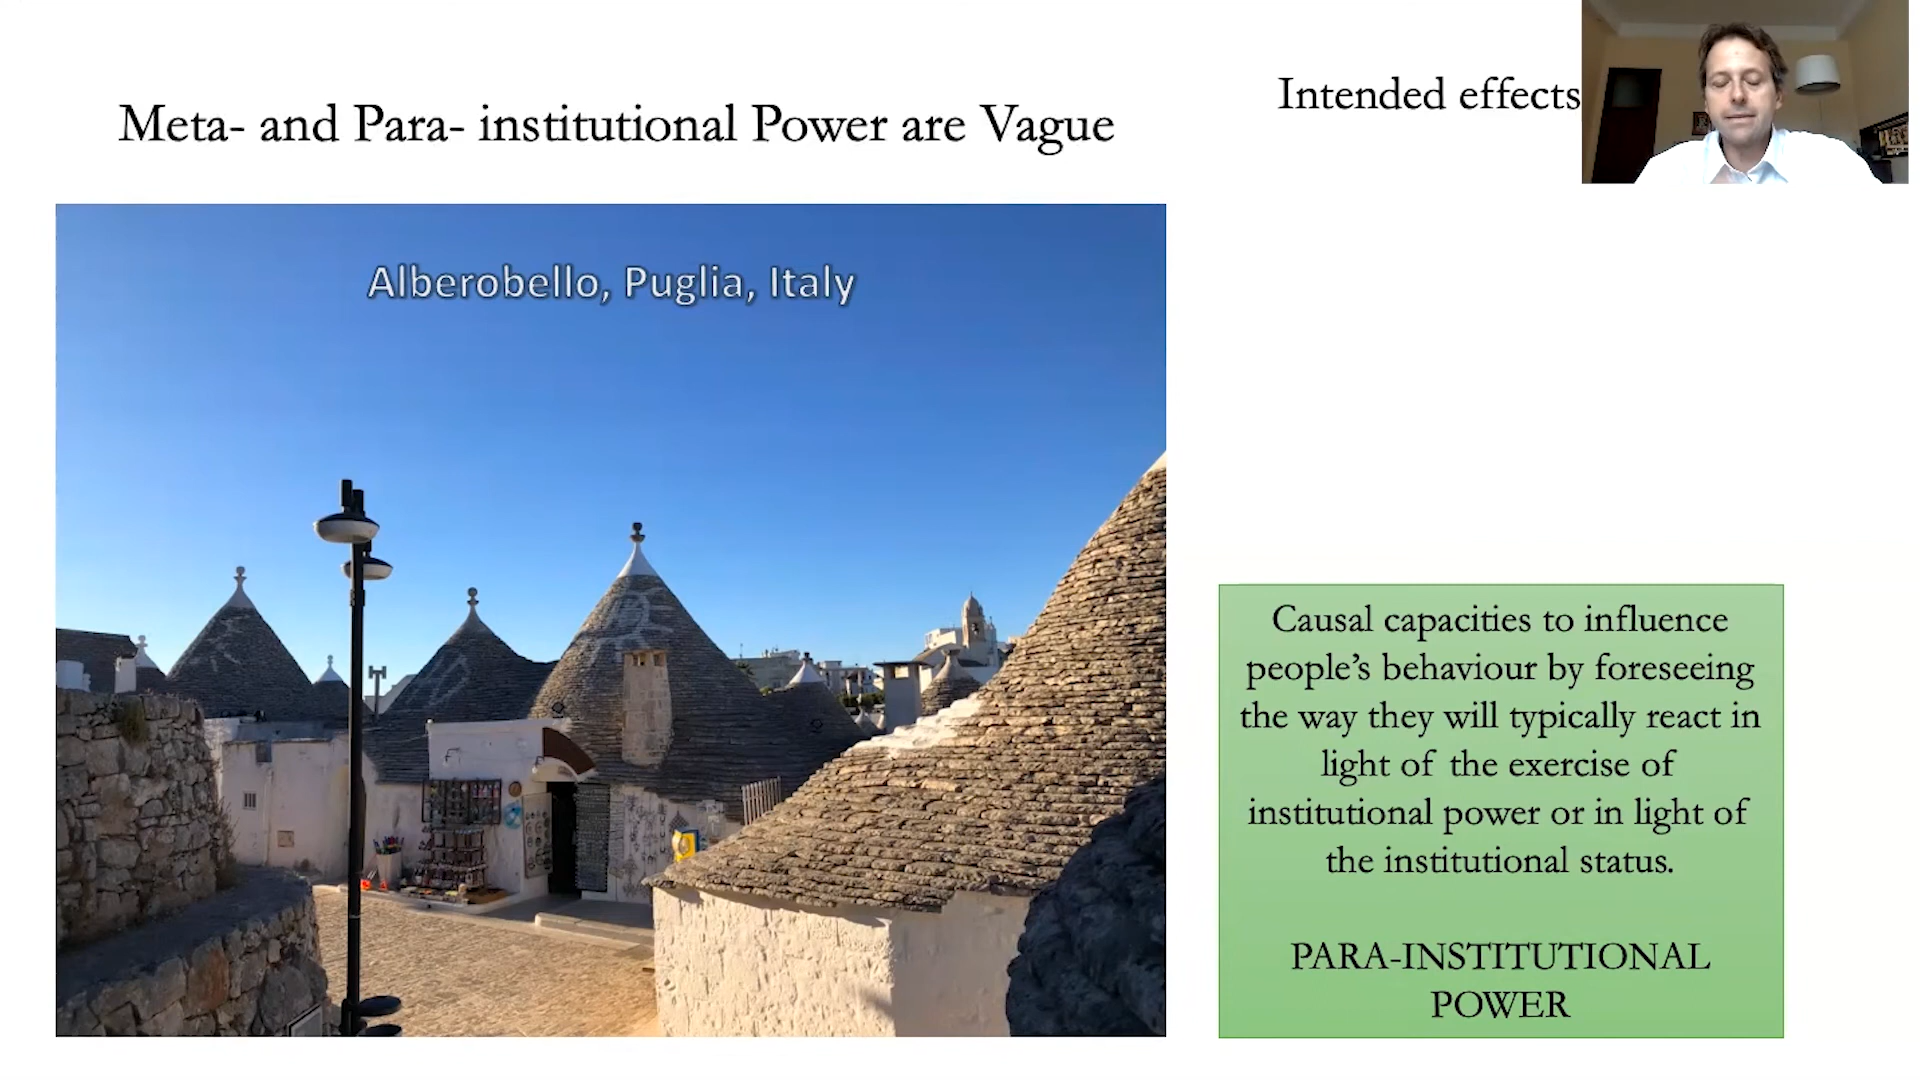 Meta- and Para- institutional Power are Vague
Intended effects
Alberobello, Puglia, Italy
Causal capacities to influence
people’s behaviour by foreseeing
the way they will typically react in
light of the exercise of
institutional power or in light of
the institutional status.
PARA-INSTITUTIONAL
POWER